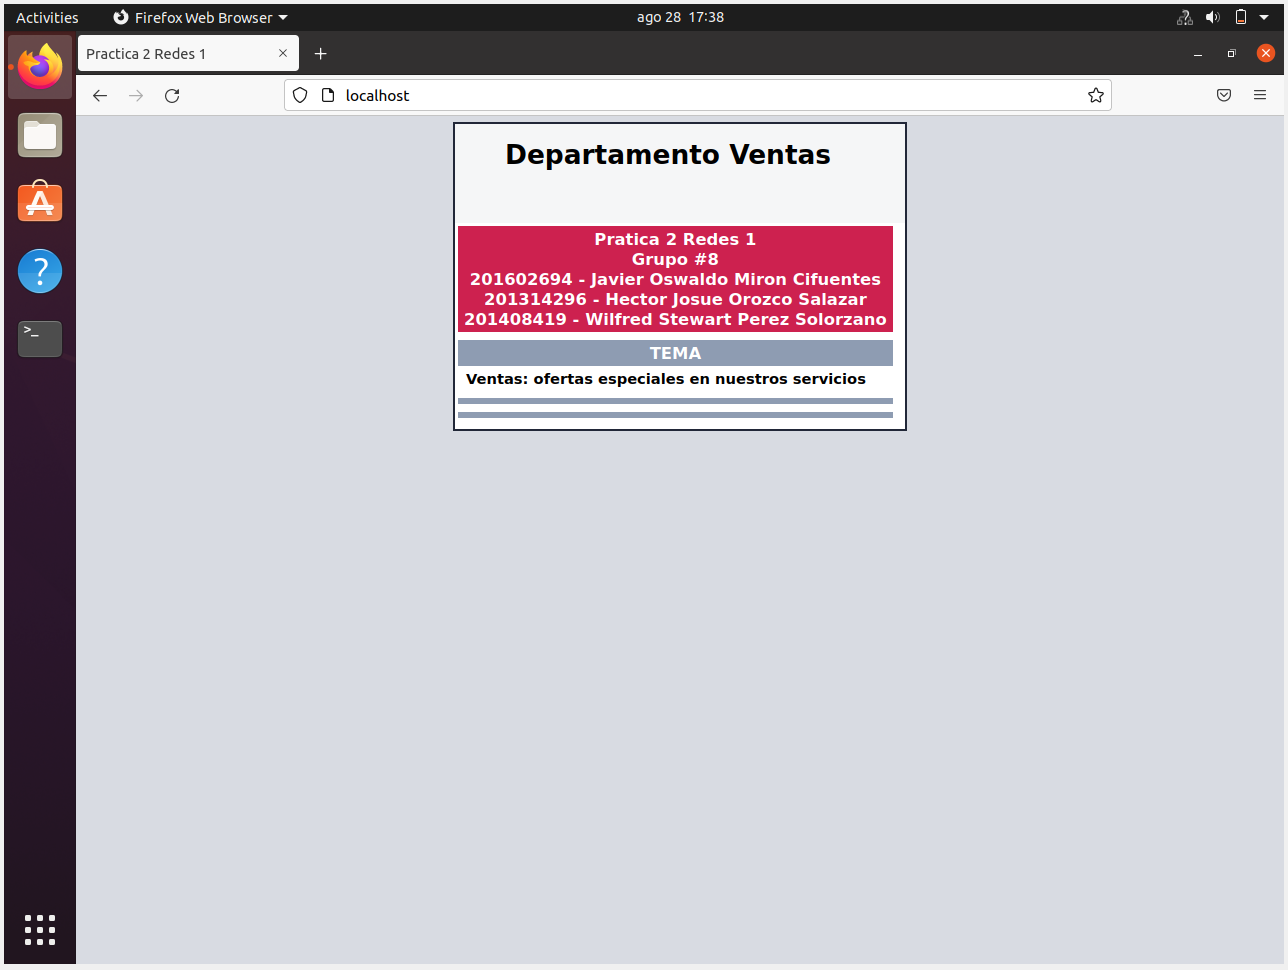 Activities
Firefox Web Browser
ago 28 17:38
Practica 2 Redes 1
localhost
Departamento Ventas
Pratica 2 Redes 1
Grupo #8
201602694 - Javier Oswaldo Miron Cifuentes
201314296 - Hector Josue Orozco Salazar
201408419 - Wilfred Stewart Perez Solorzano
TEMA
Ventas: ofertas especiales en nuestros servicios